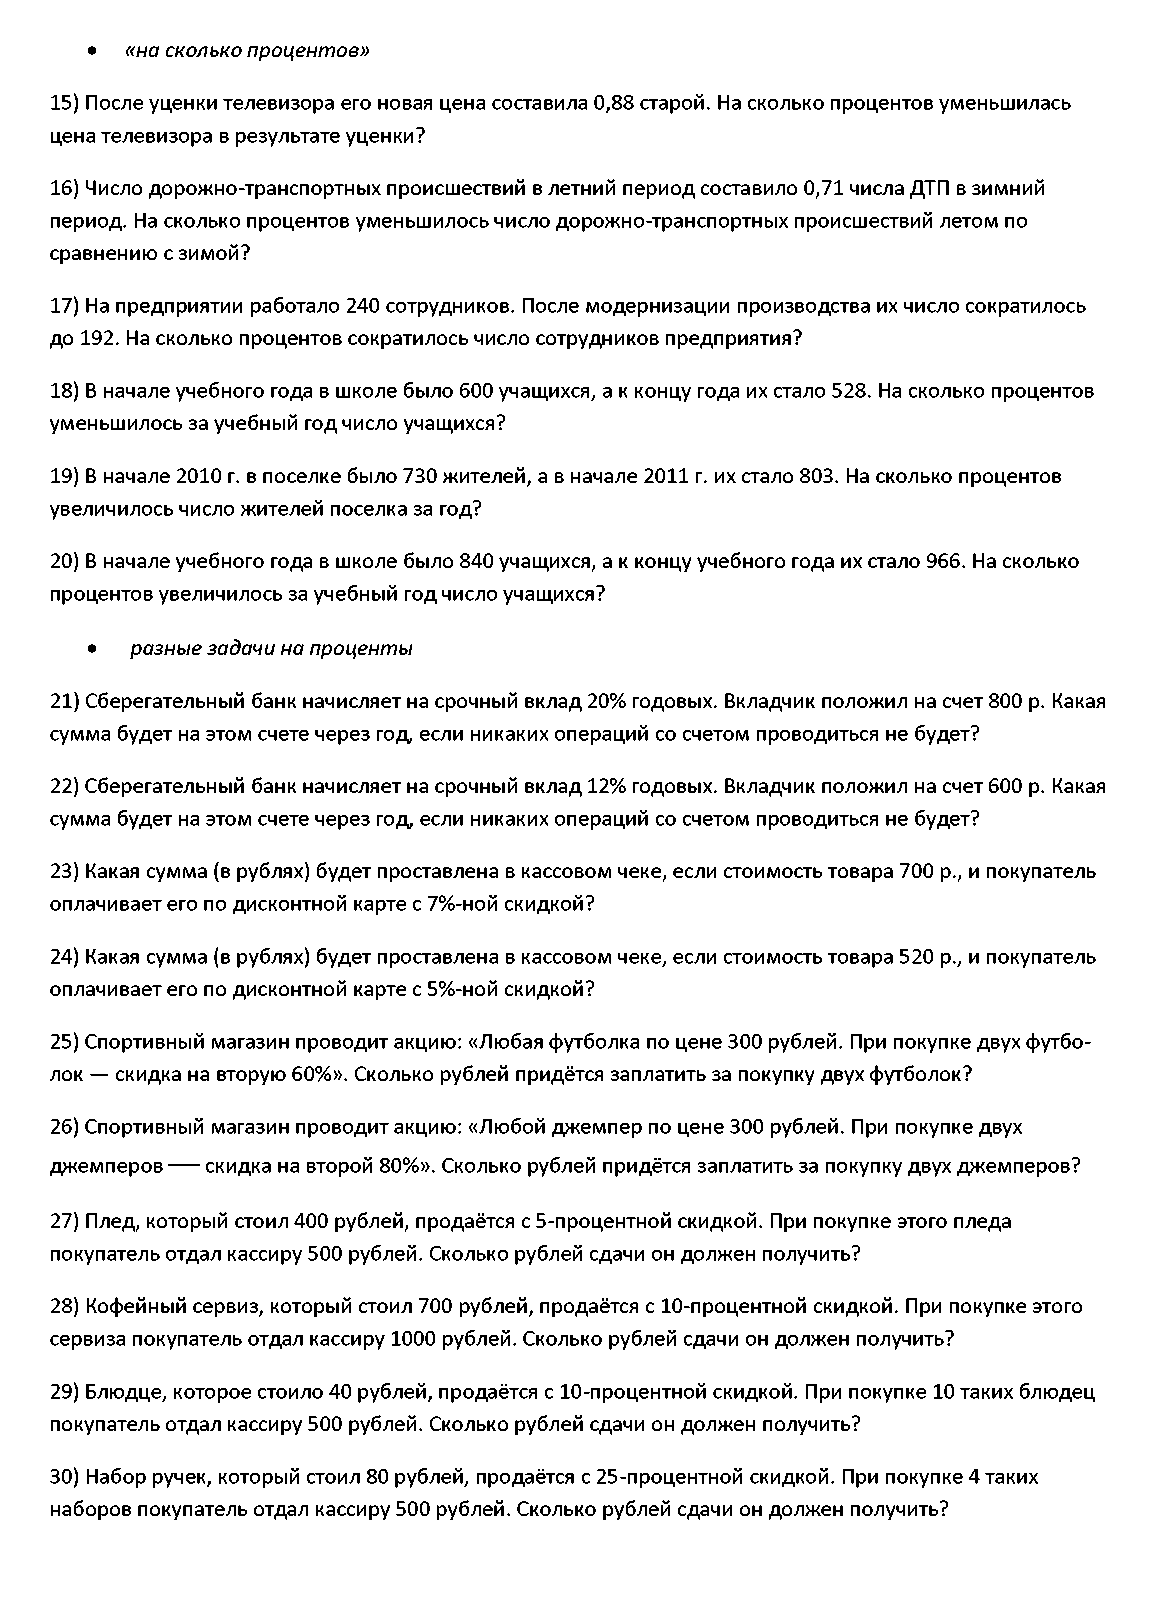 • «на сколько процентов»
15) После уценки телевизора его новая цена составила 0,88 старой. На сколько процентов уменьшилась
цена телевизора в результате уценки?
16) Число дорожно-транспортных происшествий в летний период составило 0,71 числа ДТП в зимний
период. На сколько процентов уменьшилось число дорожно-транспортных происшествий летом по
сравнению с зимой?
17) На предприятии работало 240 сотрудников. После модернизации производства их число сократилось
до 192. На сколько процентов сократилось число сотрудников предприятия?
18) В начале учебного года в школе было 600 учащихся, а к концу года их стало 528. На сколько процентов
уменьшилось за учебный год число учащихся?
19) В начале 2010 г. в поселке было 730 жителей, а в начале 2011 г. их стало 803. На сколько процентов
увеличилось число жителей поселка за год?
20) В начале учебного года в школе было 840 учащихся, а к концу учебного года их стало 966. На сколько
процентов увеличилось за учебный год число учащихся?
• разные задачи на проценты
21) Сберегательный банк начисляет на срочный вклад 20% годовых. Вкладчик положил на счет 800 р. Какая
сумма будет на этом счете через год, если никаких операций со счетом проводиться не будет?
22) Сберегательный банк начисляет на срочный вклад 12% годовых. Вкладчик положил на счет 600 р. Какая
сумма будет на этом счете через год, если никаких операций со счетом проводиться не будет?
23) Какая сумма (в рублях) будет проставлена в кассовом чеке, если стоимость товара 700 р., и покупатель
оплачивает его по дисконтной карте с 7%-ной скидкой?
24) Какая сумма (в рублях) будет проставлена в кассовом чеке, если стоимость товара 520 р., и покупатель
оплачивает его по дисконтной карте с 5%-ной скидкой?
25) Спортивный магазин проводит акцию: «Любая футболка по цене 300 рублей. При покупке двух футбо-
лок — скидка на вторую 60%». Сколько рублей придётся заплатить за покупку двух футболок?
26) Спортивный магазин проводит акцию: «Любой джемпер по цене 300 рублей. При покупке двух
джемперов — скидка на второй 80%». Сколько рублей придётся заплатить за покупку двух джемперов?
27) Плед, который стоил 400 рублей, продаётся с 5-процентной скидкой. При покупке этого пледа
покупатель отдал кассиру 500 рублей. Сколько рублей сдачи он должен получить?
28) Кофейный сервиз, который стоил 700 рублей, продаётся с 10-процентной скидкой. При покупке этого
сервиза покупатель отдал кассиру 1000 рублей. Сколько рублей сдачи он должен получить?
29) Блюдце, которое стоило 40 рублей, продаётся с 10-процентной скидкой. При покупке 10 таких блюдец
покупатель отдал кассиру 500 рублей. Сколько рублей сдачи он должен получить?
30) Набор ручек, который стоил 80 рублей, продаётся с 25-процентной скидкой. При покупке 4 таких
наборов покупатель отдал кассиру 500 рублей. Сколько рублей сдачи он должен получить?